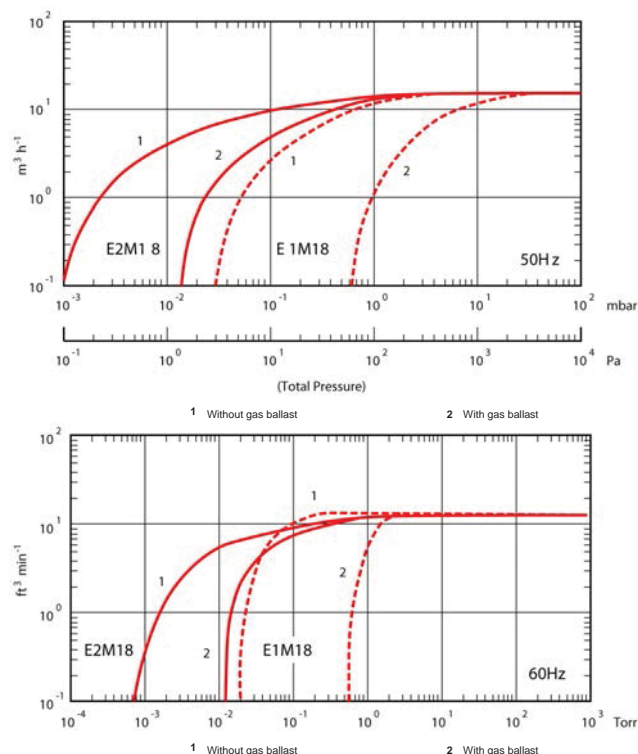 10²
10¹
10⁰
10⁻¹
m³ h⁻¹
1
2
1
2
E2M1 8
E 1M18
50H z
10⁻³ 10⁻² 10⁻¹ 10⁰ 10¹ 10² mbar
10⁻¹ 10⁰ 10¹ 10² 10³ 10⁴ Pa
(Total Pressure)
1 Without gas ballast 2 With gas ballast
10²
10¹
10⁰
10⁻¹
ft³ min⁻¹
1
1
2
2
E2M18
E1M18
60Hz
10⁻⁴ 10⁻³ 10⁻² 10⁻¹ 10⁰ 10¹ 10² 10³ Torr
1 Without gas ballast 2 With gas ballast